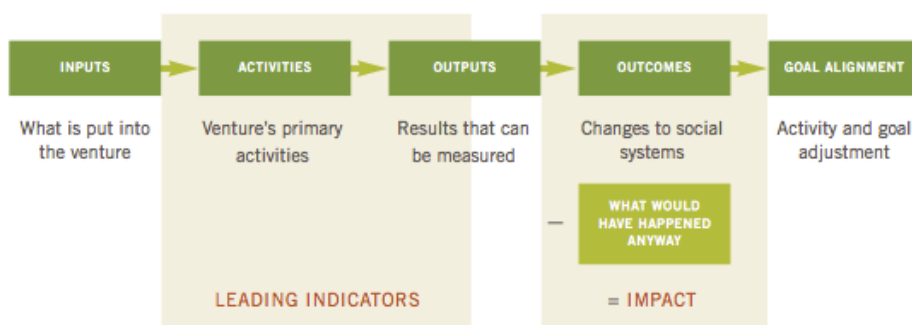 INPUTS
ACTIVITIES
OUTPUTS
OUTCOMES
GOAL ALIGNMENT
What is put into
the venture
Venture's primary
activities
Results that can
be measured
Changes to social
systems
Activity and goal
adjustment
–
WHAT WOULD
HAVE HAPPENED
ANYWAY
LEADING INDICATORS
= IMPACT